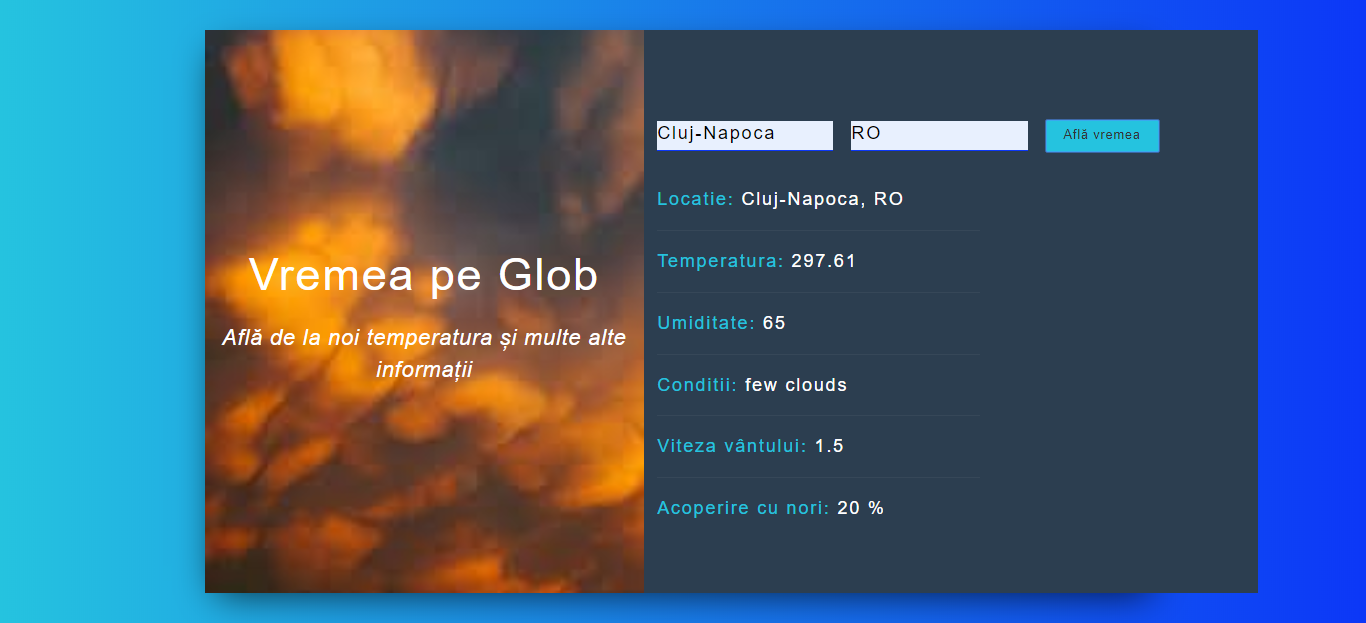 Vremea pe Glob
Află de la noi temperatura și multe alte
informații
Cluj-Napoca RO Află vremea
Locatie: Cluj-Napoca, RO
Temperatura: 297.61
Umiditate: 65
Conditii: few clouds
Viteza vântului: 1.5
Acoperire cu nori: 20 %